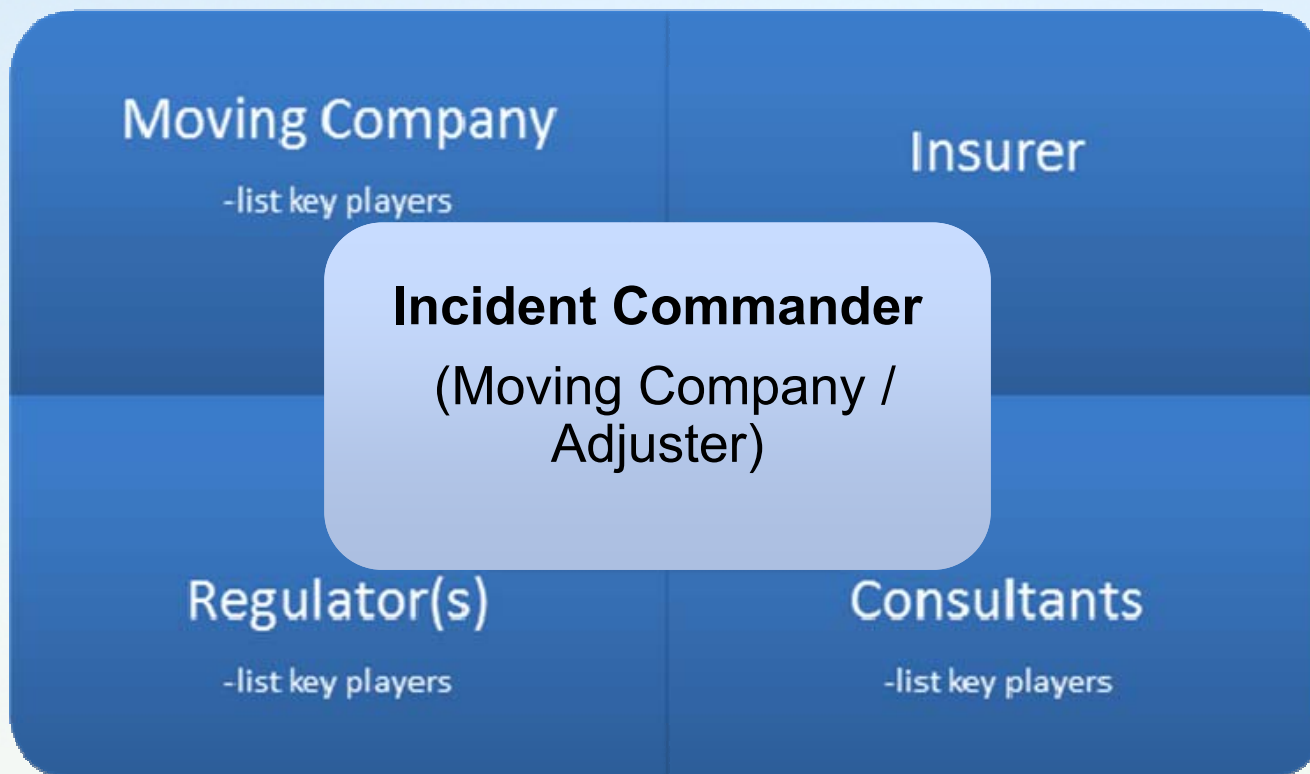 Moving Company
-list key players
Insurer
Incident Commander
(Moving Company /
Adjuster)
Regulator(s)
-list key players
Consultants
-list key players